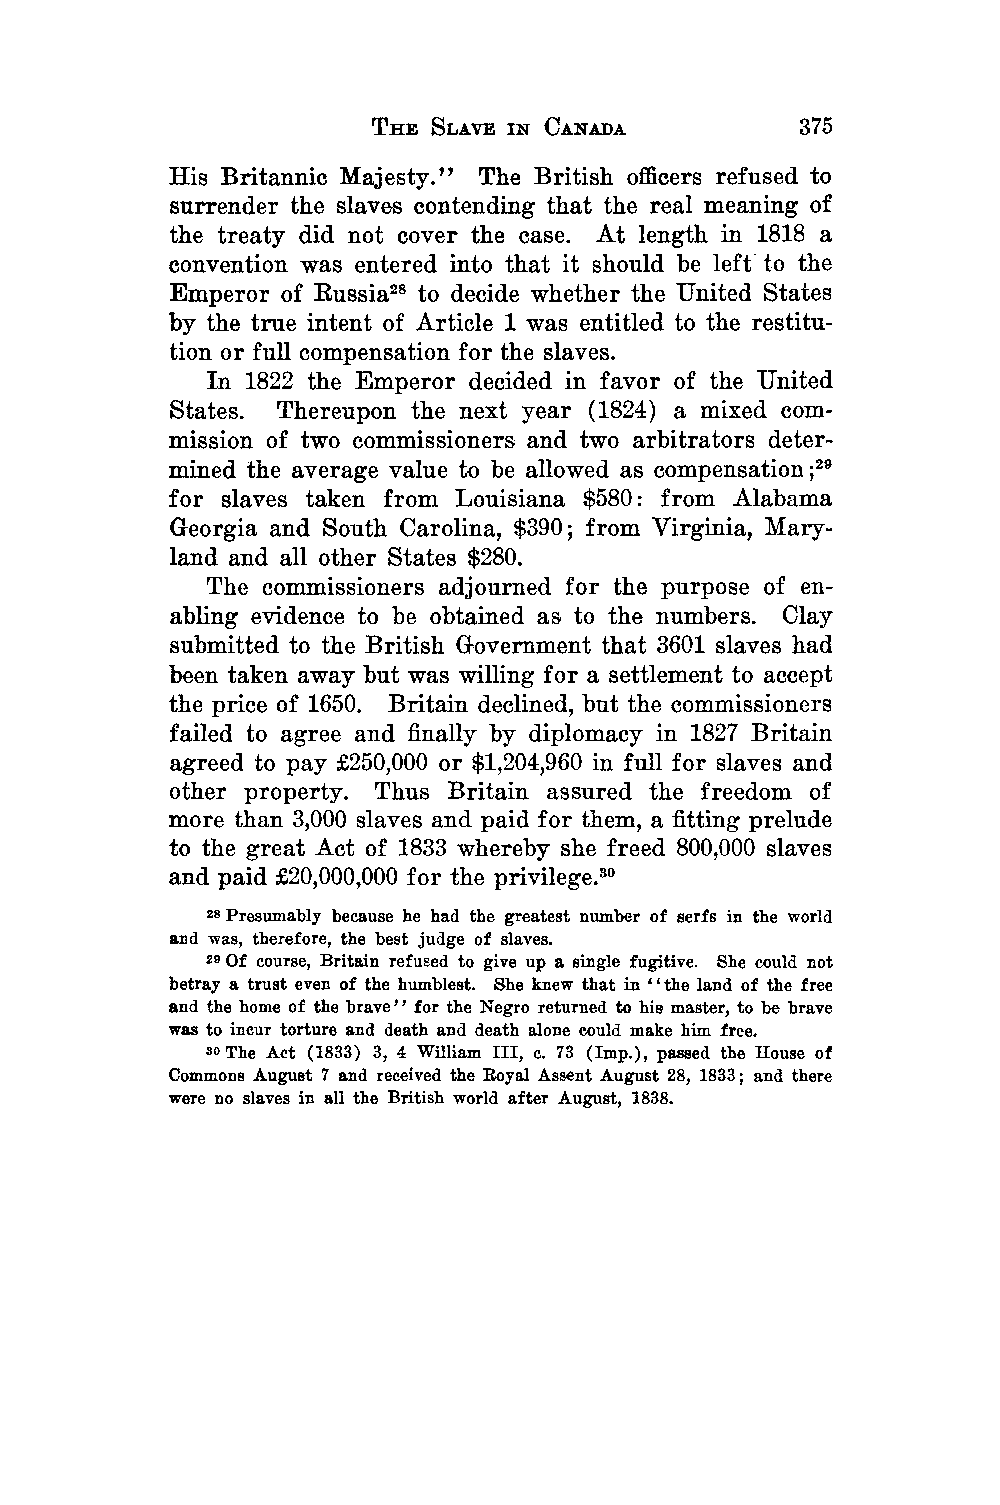 THE SLAVE IN CANADA 375
His Britannic Majesty.'' The British officers refused to
surrender the slaves contending that the real meaning of
the treaty did not cover the case. At length in 1818 a
convention was entered into that it should be left to the
Emperor of Russia²⁸ to decide whether the United States
by the true intent of Article 1 was entitled to the restitu-
tion or full compensation for the slaves.
In 1822 the Emperor decided in favor of the United
States. Thereupon the next year (1824) a mixed com-
mission of two commissioners and two arbitrators deter-
mined the average value to be allowed as compensation;²⁹
for slaves taken from Louisiana $580: from Alabama
Georgia and South Carolina, $390; from Virginia, Mary-
land and all other States $280.
The commissioners adjourned for the purpose of en-
abling evidence to be obtained as to the numbers. Clay
submitted to the British Government that 3601 slaves had
been taken away but was willing for a settlement to accept
the price of 1650. Britain declined, but the commissioners
failed to agree and finally by diplomacy in 1827 Britain
agreed to pay £250,000 or $1,204,960 in full for slaves and
other property. Thus Britain assured the freedom of
more than 3,000 slaves and paid for them, a fitting prelude
to the great Act of 1833 whereby she freed 800,000 slaves
and paid £20,000,000 for the privilege.³⁰
²⁸ Presumably because he had the greatest number of serfs in the world
and was, therefore, the best judge of slaves.
²⁹ Of course, Britain refused to give up a single fugitive. She could not
betray a trust even of the humblest. She knew that in ''the land of the free
and the home of the brave'' for the Negro returned to his master, to be brave
was to incur torture and death and death alone could make him free.
³⁰ The Act (1833) 3, 4 William III, c. 73 (Imp.), passed the House of
Commons August 7 and received the Royal Assent August 28, 1833; and there
were no slaves in all the British world after August, 1838.